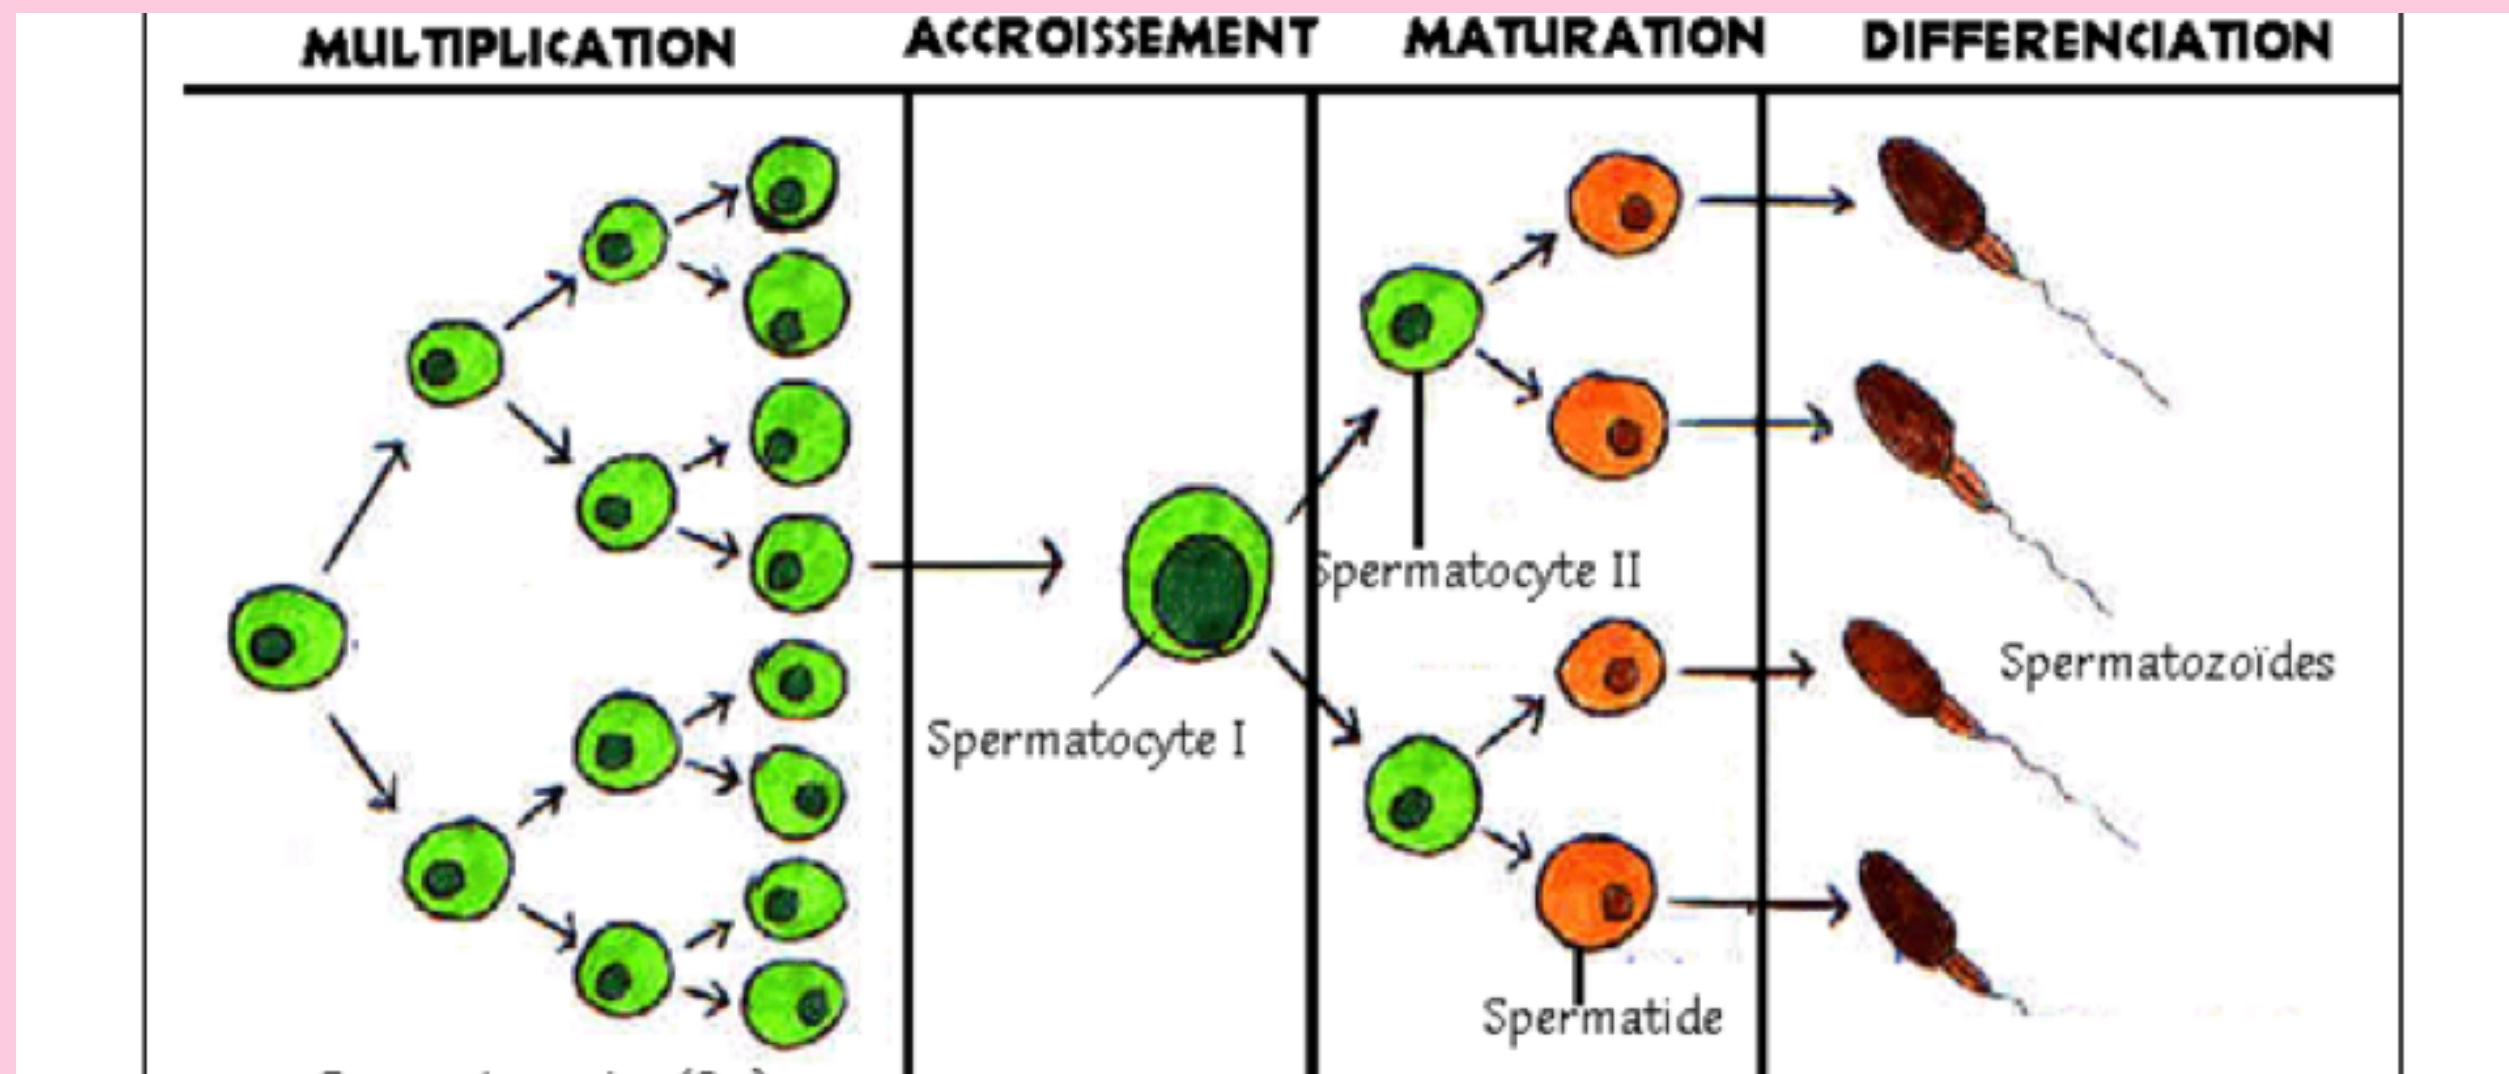 MULTIPLICATION
ACCROISSEMENT
MATURATION
DIFFERENCIATION
Spermatocyte II
Spermatozoïdes
Spermatocyte I
Spermatide